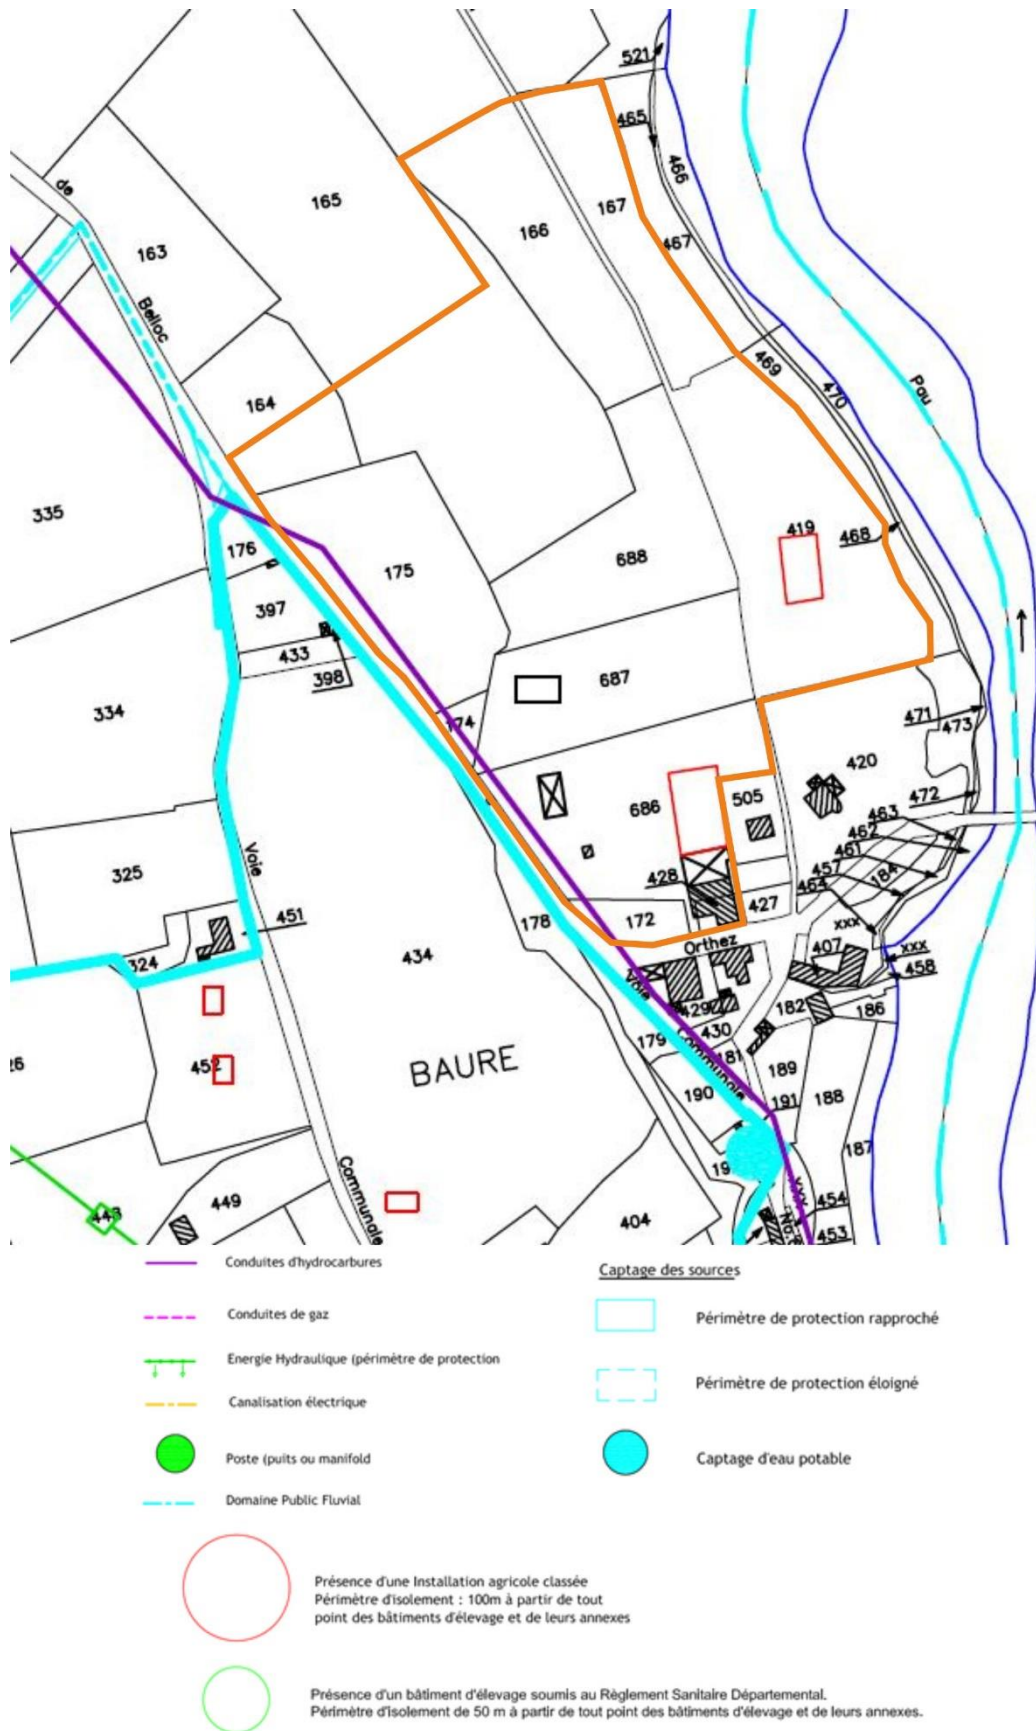 521
465
466
de
165
167
166
467
163
Belloc
469
470
Pau
164
335
419
468
176
175
688
397
433
687
398
334
174
471
473
420
505
472
686
463
462
461
457
184
464
325
Voie
428
451
427
172
178
xxx
Orthez
407
xxx
324
434
458
Voie
429
182
186
179
430
Communale
181
452
BAURE
189
190
191
188
187
19
Communale
448
449
xxx
454
404
453
Conduites d'hydrocarbures
Captage des sources
Conduites de gaz
Périmètre de protection rapproché
Energie Hydraulique (périmètre de protection
Périmètre de protection éloigné
Canalisation électrique
Poste (puits ou manifold
Captage d'eau potable
Domaine Public Fluvial
Présence d'une Installation agricole classée
Périmètre d'isolement : 100m à partir de tout
point des bâtiments d'élevage et de leurs annexes
Présence d'un bâtiment d'élevage soumis au Règlement Sanitaire Départemental.
Périmètre d'isolement de 50 m à partir de tout point des bâtiments d'élevage et de leurs annexes.